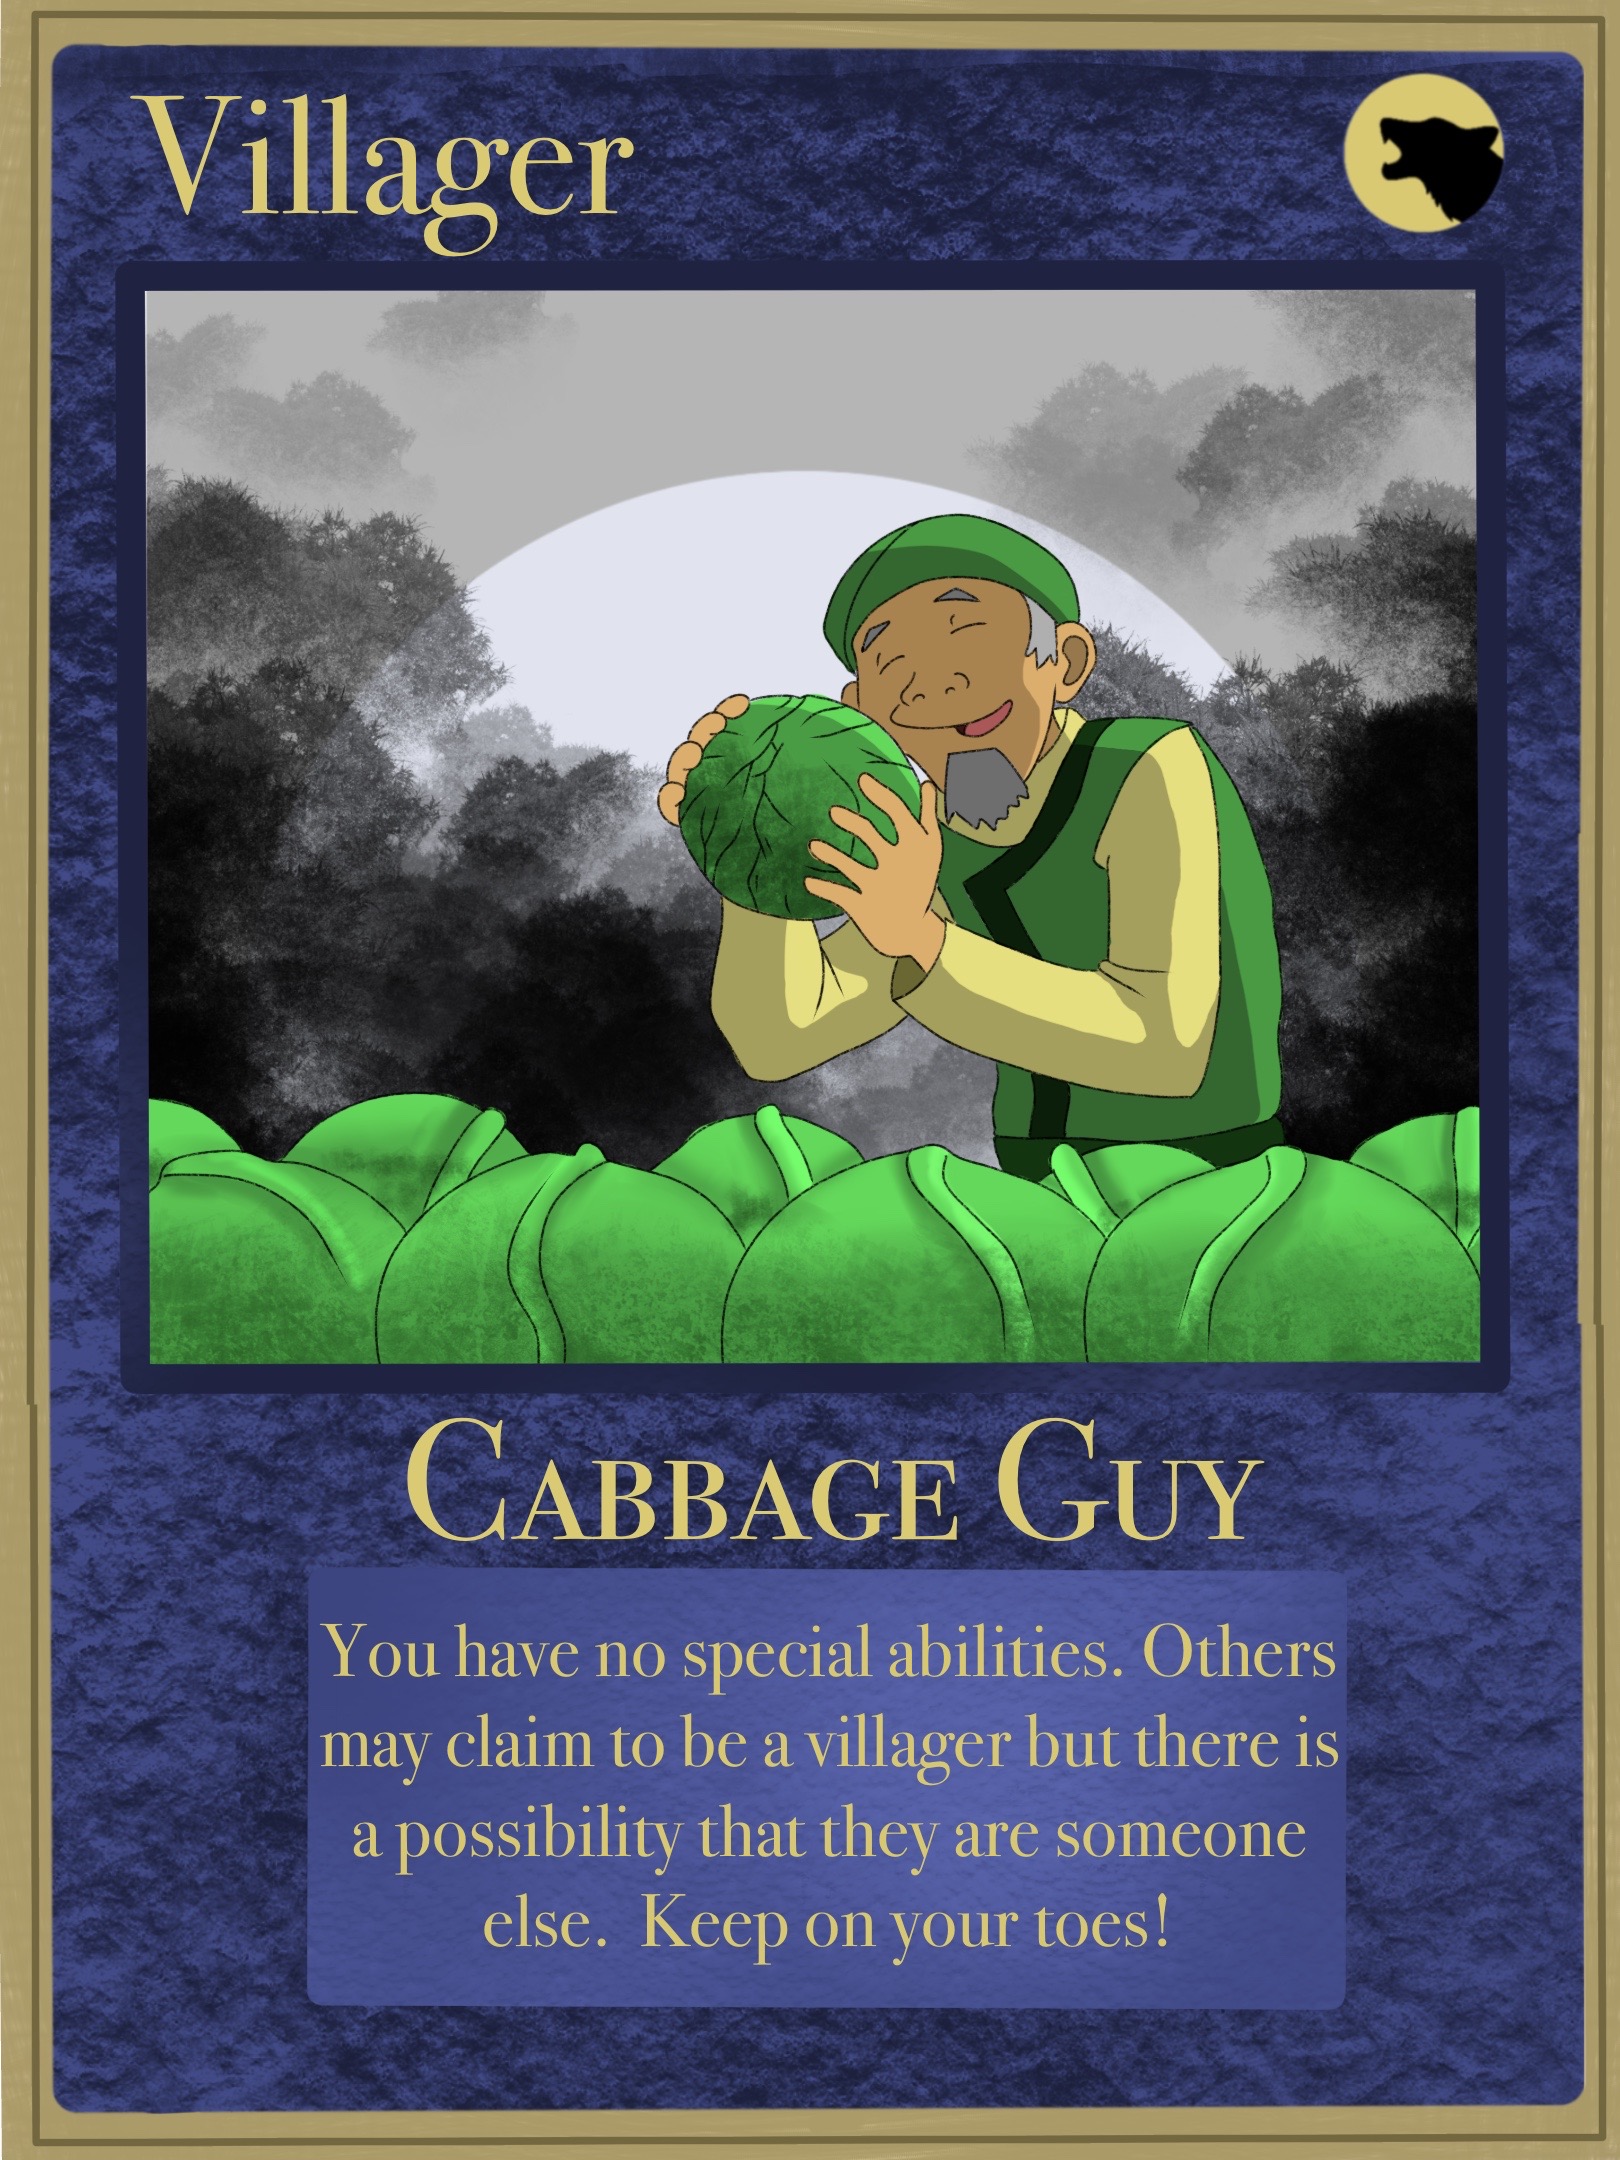 Villager
Cabbage Guy
You have no special abilities. Others
may claim to be a villager but there is
a possibility that they are someone
else.  Keep on your toes!